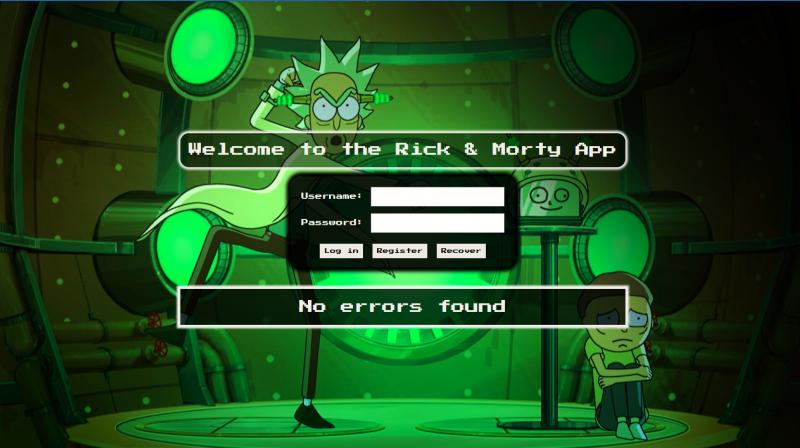 Welcome to the Rick & Morty App
Username:
Password:
Log in Register Recover
No errors found